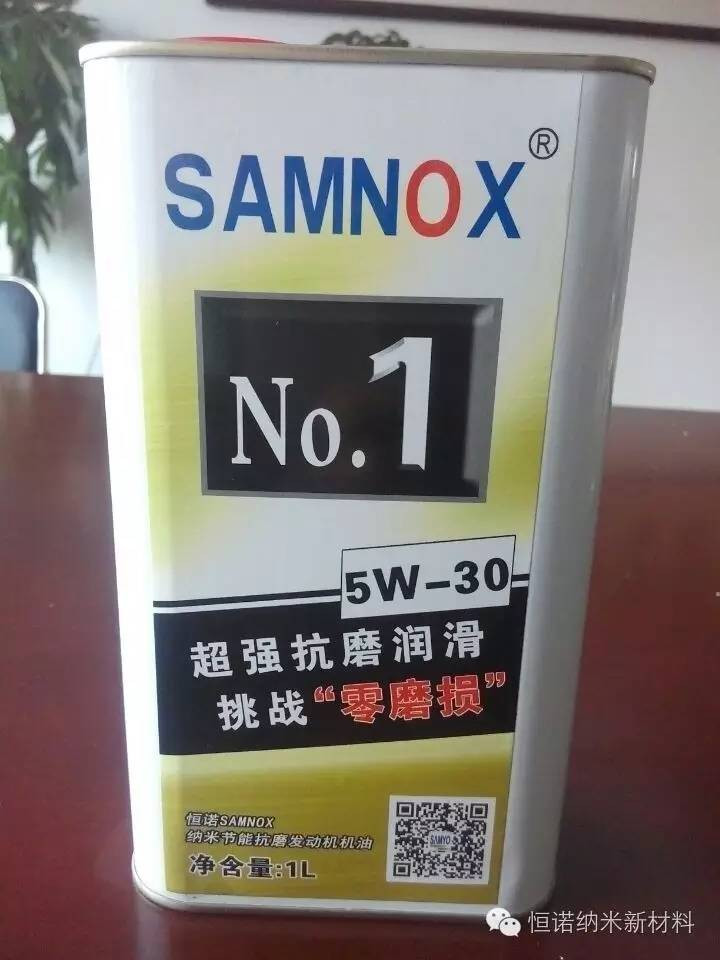 SAMNOX®
No.1
5W-30
超强抗磨润滑
挑战“零磨损”
恒诺SAMNOX
纳米节能抗磨发动机机油
净含量:1L
SAMYO
恒诺纳米新材料